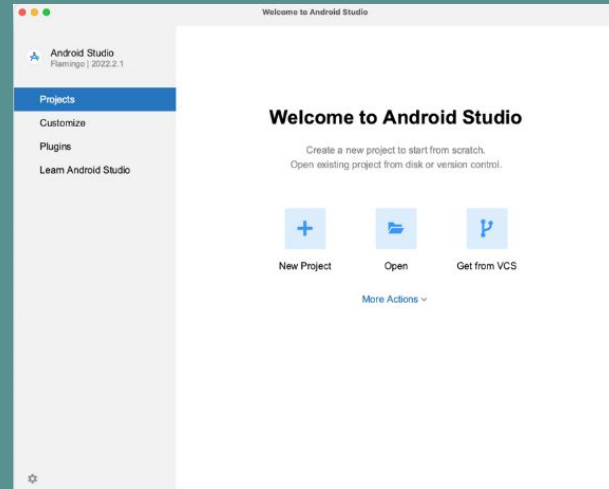 Welcome to Android Studio
Android Studio
Flamingo | 2022.2.1
Projects
Customize
Plugins
Learn Android Studio
Welcome to Android Studio
Create a new project to start from scratch.
Open existing project from disk or version control.
New Project
Open
Get from VCS
More Actions